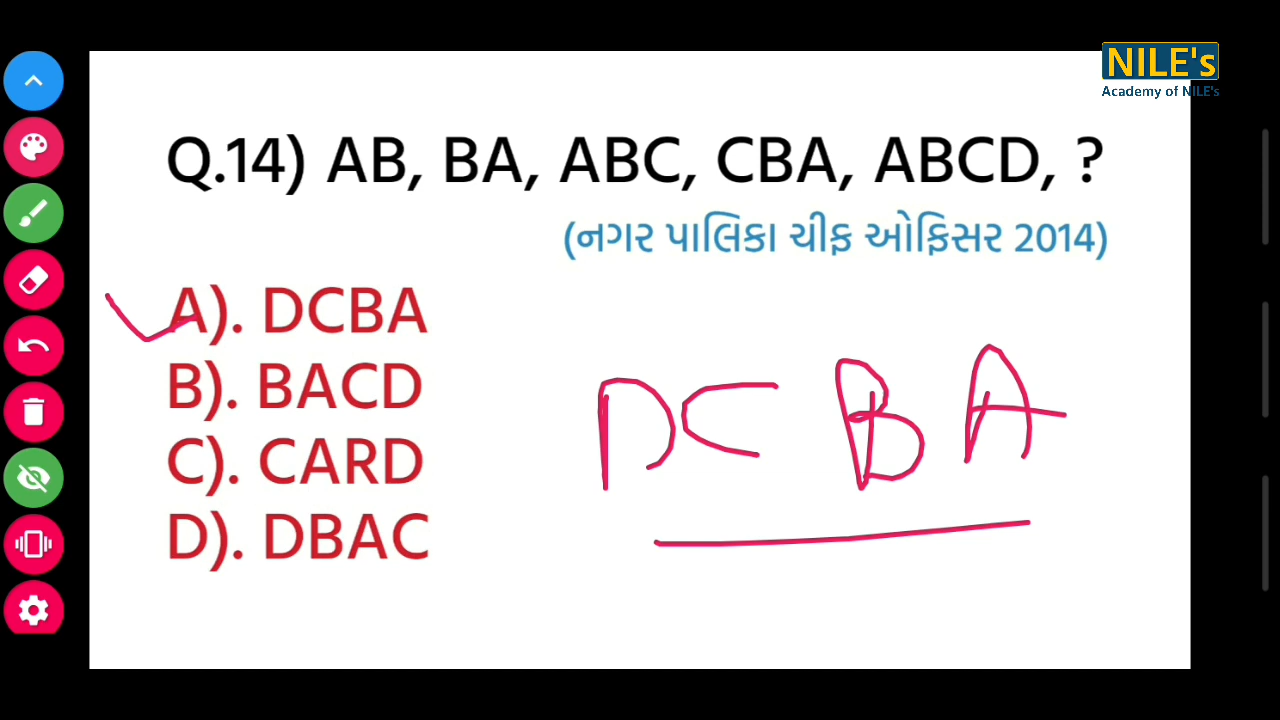 NILE's
Academy of NILE's
Q.14) AB, BA, ABC, CBA, ABCD, ?
(નગર પાલિકા ચીફ ઓફિસર 2014)
A). DCBA
B). BACD
C). CARD
D). DBAC
DCBA